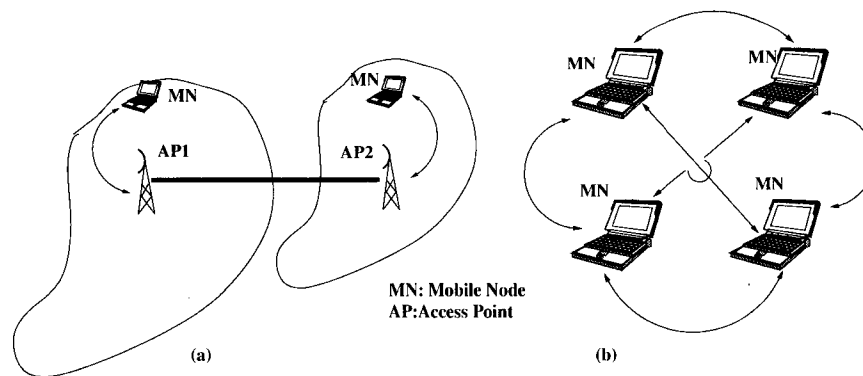 MN
MN
AP1
AP2
MN: Mobile Node
AP:Access Point
(a)
MN
MN
MN
MN
(b)